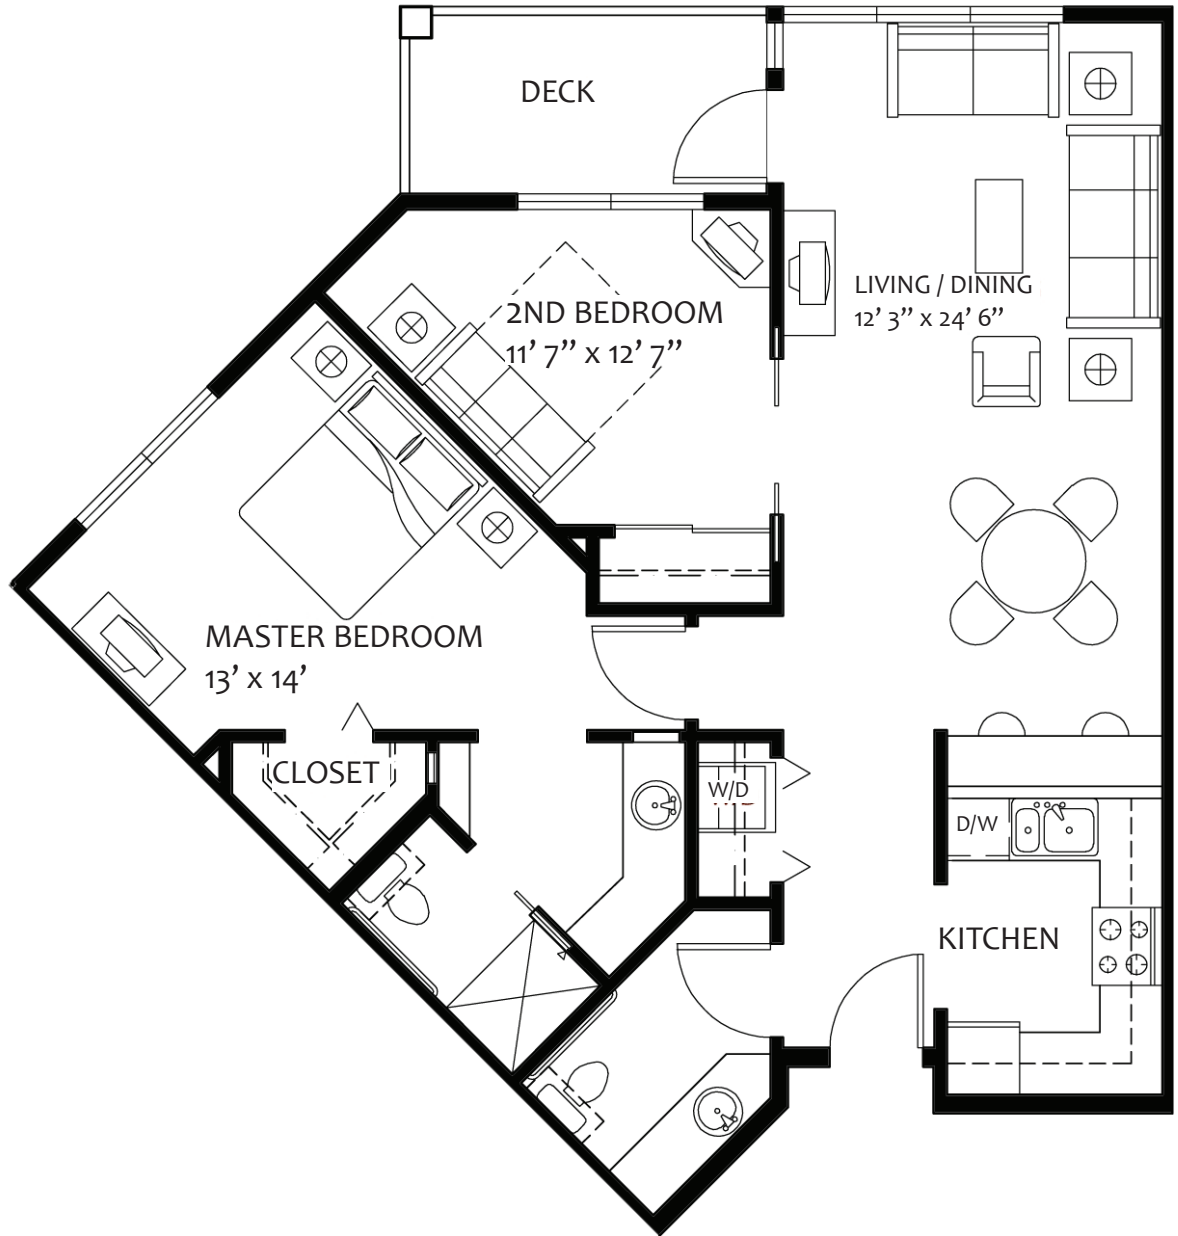 DECK
LIVING / DINING
12' 3” x 24' 6”
2ND BEDROOM
11' 7” x 12' 7”
MASTER BEDROOM
13' x 14'
CLOSET
W/D
D/W
KITCHEN